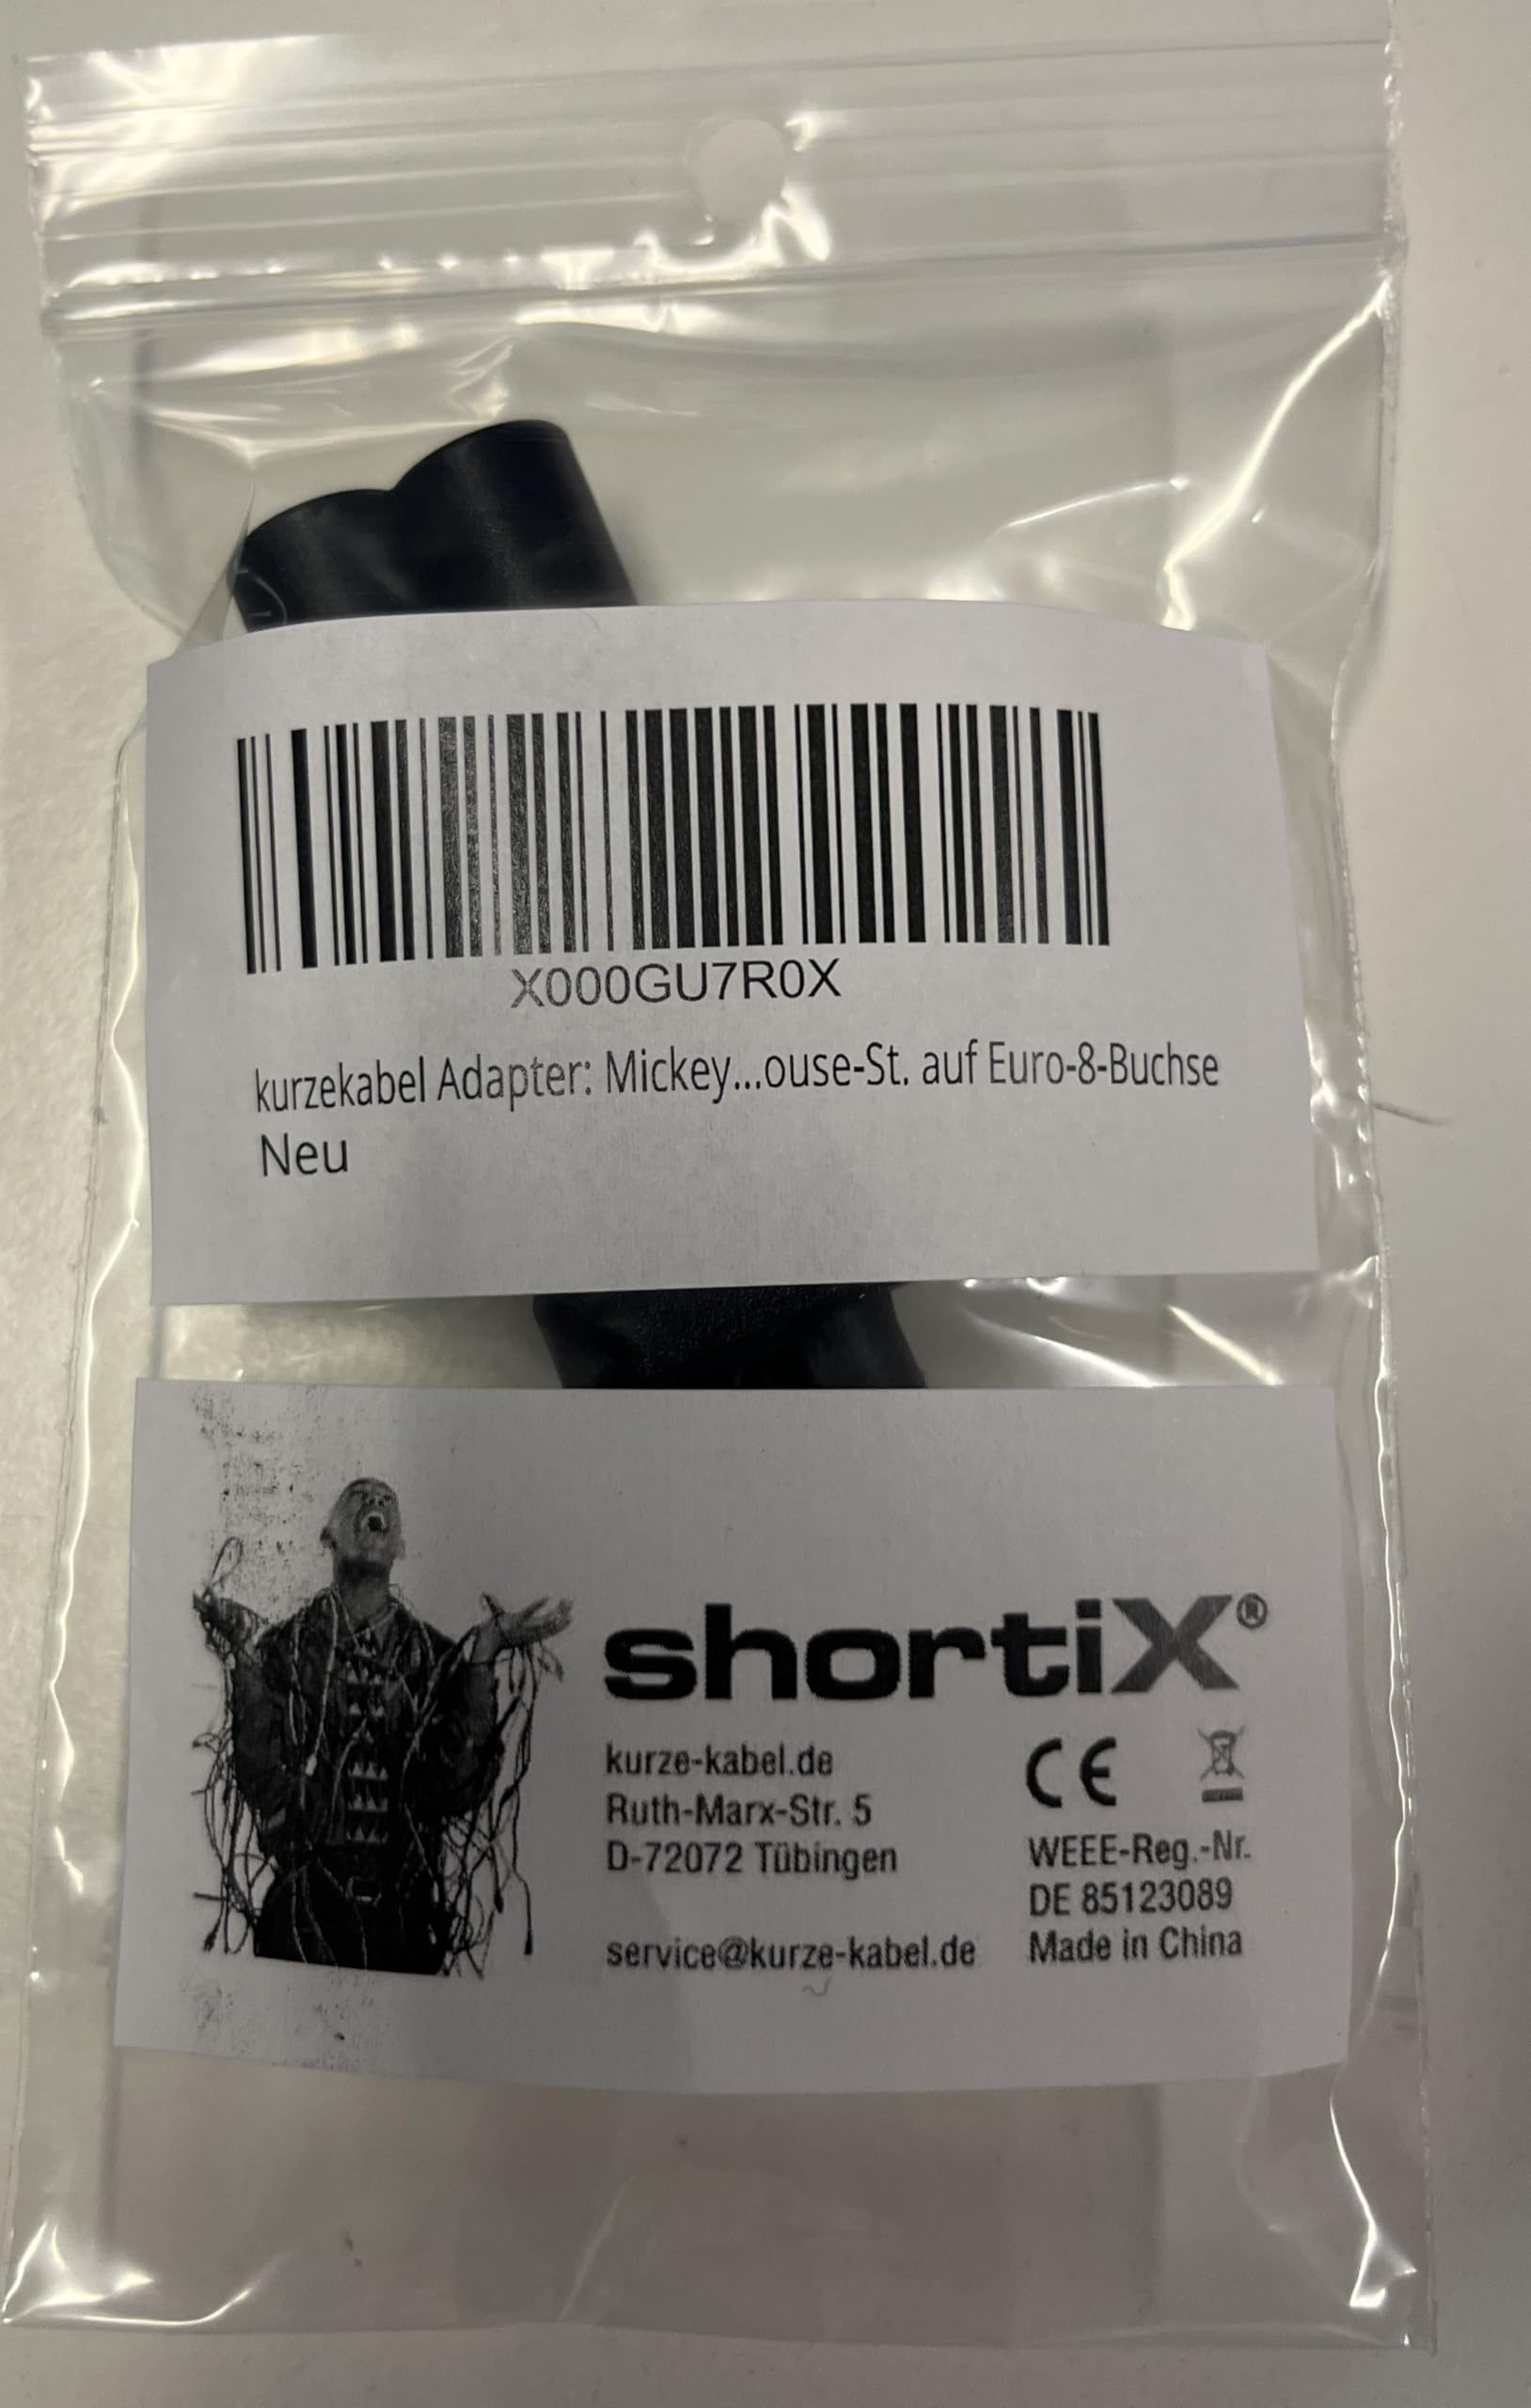 X000GU7R0X
kurzekabel Adapter: Mickey...ouse-St. auf Euro-8-Buchse
Neu
shortiX®
kurze-kabel.de
Ruth-Marx-Str. 5
D-72072 Tübingen
service@kurze-kabel.de
CE
WEEE-Reg.-Nr.
DE 85123089
Made in China